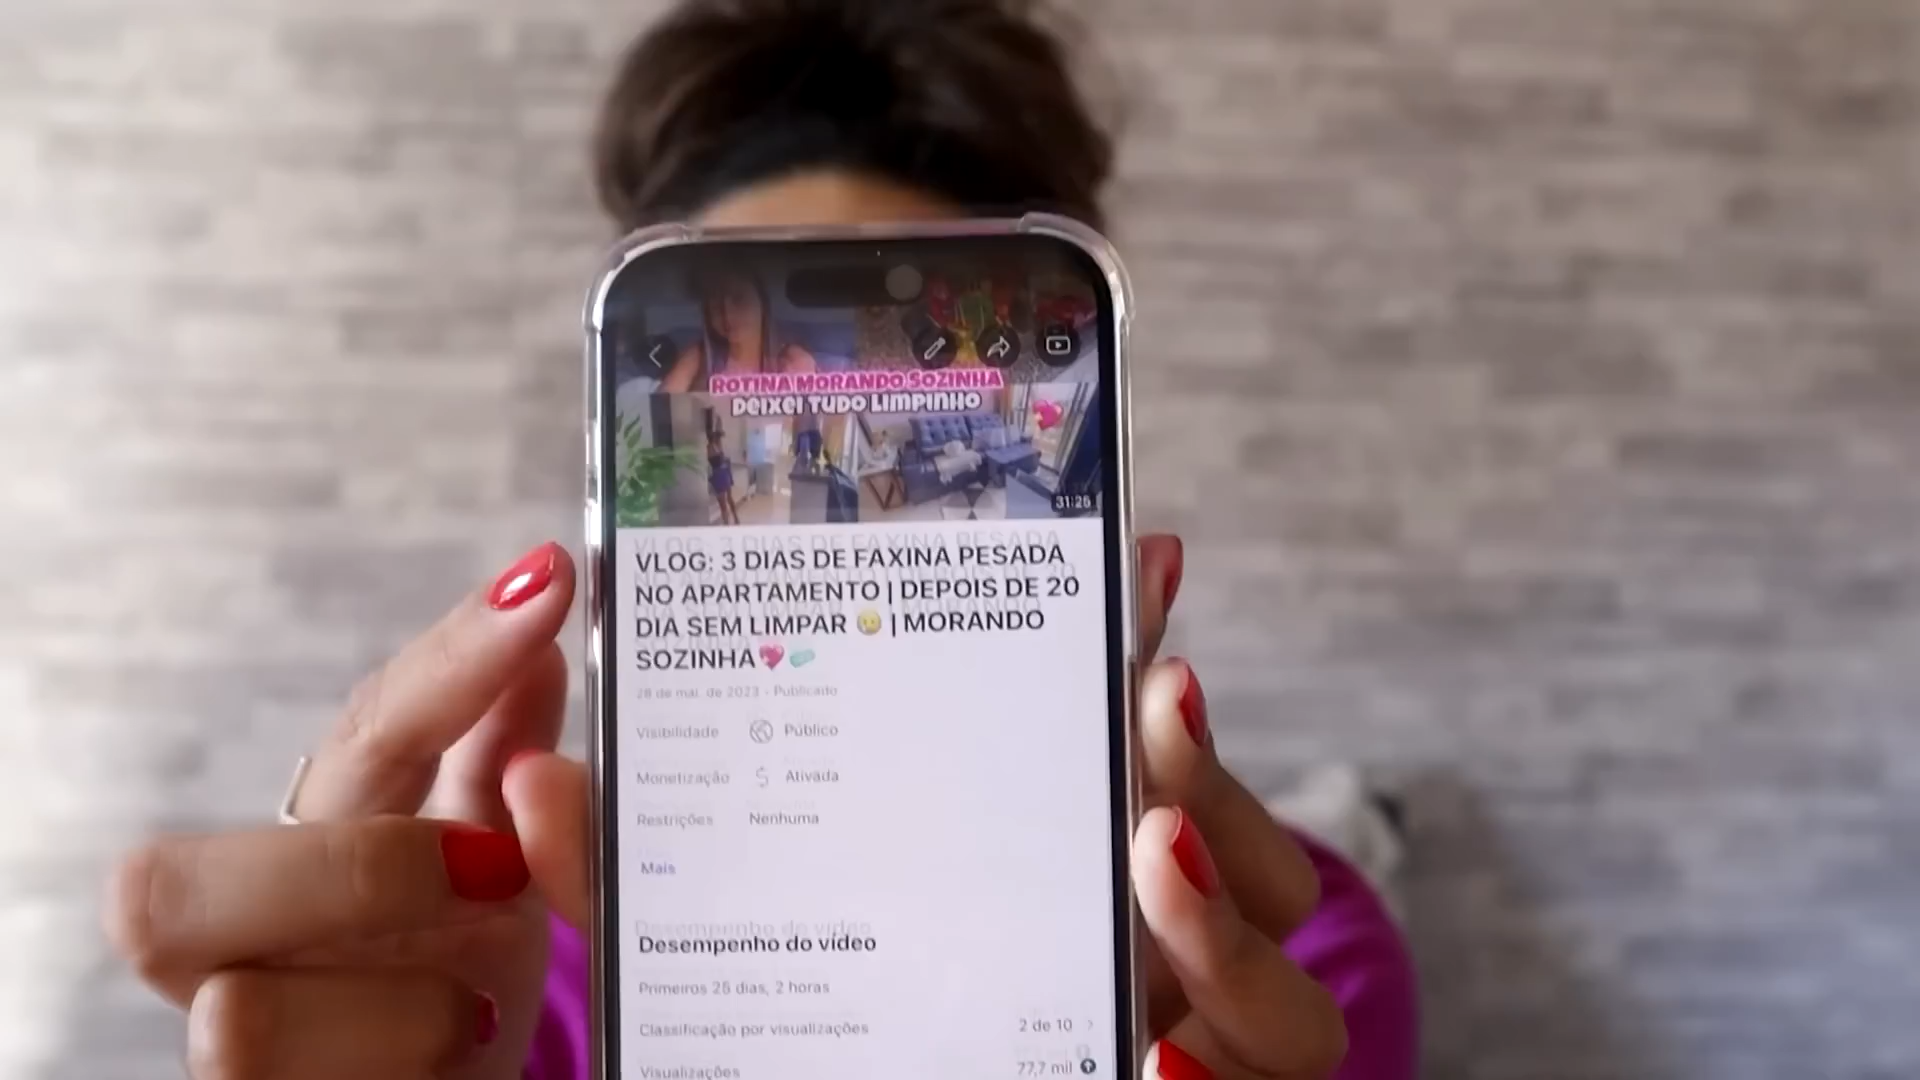 ROTINA MORANDO SOZINHA
DEIXEI TUDO LIMPINHO
31:25
VLOG: 3 DIAS DE FAXINA PESADA
NO APARTAMENTO | DEPOIS DE 20
DIA SEM LIMPAR 🥲 | MORANDO
SOZINHA💖🧼
28 de mai. de 2023 - Publicado
Visibilidade Público
Monetização Ativada
Restrições Nenhuma
Mais
Desempenho do vídeo
Primeiros 25 dias, 2 horas
Classificação por visualizações 2 de 10
Visualizações 77,7 mil